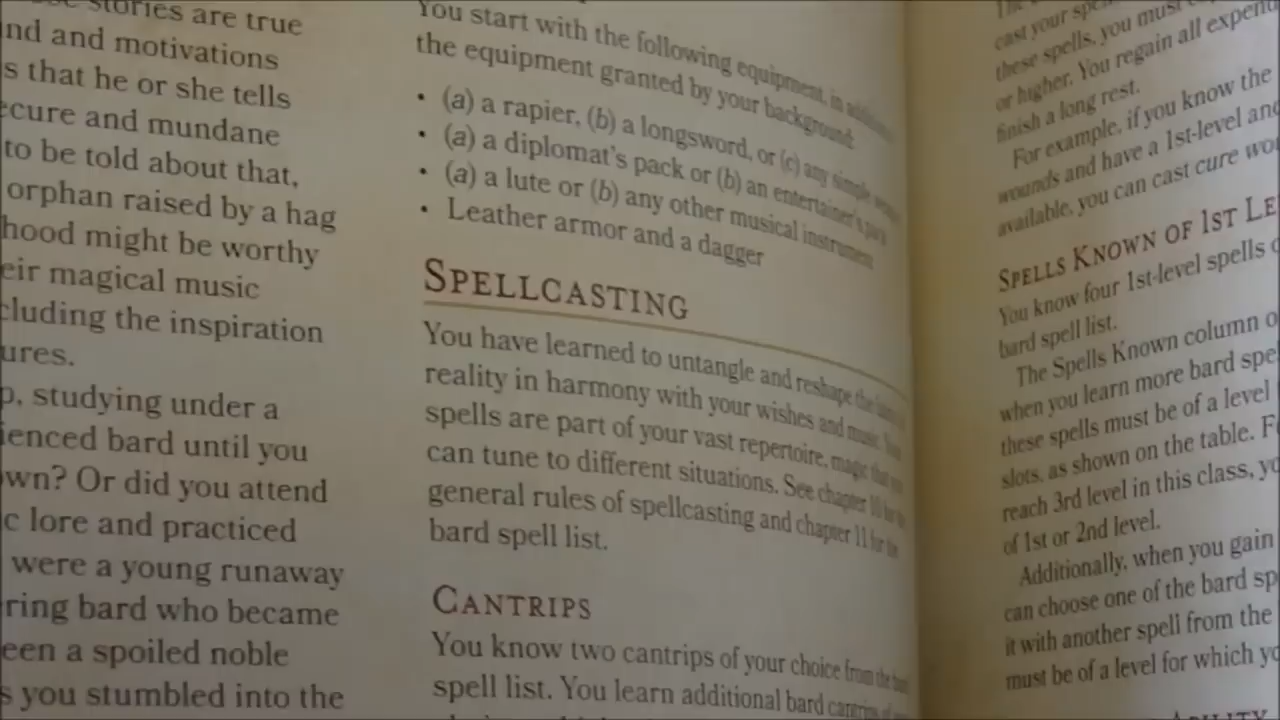 stories are true
and motivations
s that he or she tells
and mundane
to be told about that,
orphan raised by a hag
hood might be worthy
eir magical music
cluding the inspiration
ures.
p, studying under a
ienced bard until you
own? Or did you attend
c lore and practiced
were a young runaway
ring bard who became
een a spoiled noble
s you stumbled into the
You start with the following equipment, in
the equipment granted by your background:
• (a) a rapier, (b) a longsword, or (c) any simple
• (a) a diplomat's pack or (b) an entertainer's pack
• (a) a lute or (b) any other musical instrument
• Leather armor and a dagger
SPELLCASTING
You have learned to untangle and reshape the
reality in harmony with your wishes and music.
spells are part of your vast repertoire, magic that you
can tune to different situations. See chapter 10 for the
general rules of spellcasting and chapter 11 for the
bard spell list.
CANTRIPS
You know two cantrips of your choice from the bard
spell list. You learn additional bard cantrips
cast your
these spells, you must
or higher. You regain all
finish a long rest.
For example, if you know the
wounds and have a 1st-level and
available, you can cast cure
SPELLS KNOWN OF 1ST LE
You know four 1st-level spells
bard spell list.
The Spells Known column
when you learn more bard
these spells must be of a level
slots, as shown on the table.
reach 3rd level in this class,
of 1st or 2nd level.
Additionally, when you gain
can choose one of the bard
it with another spell from the
must be of a level for which